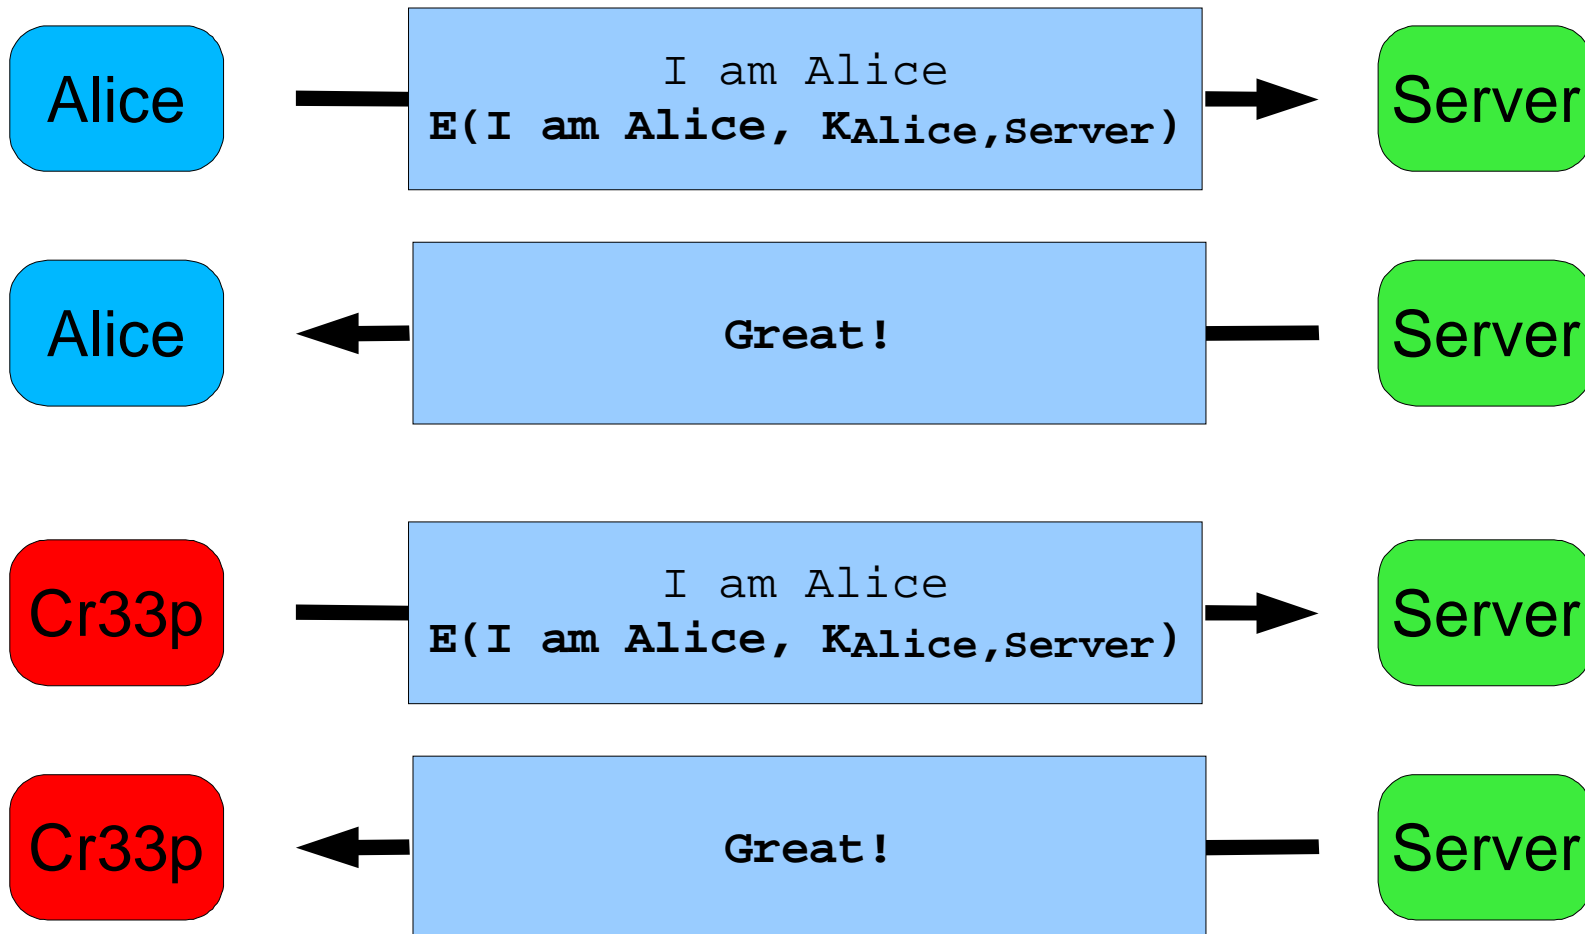 Alice
I am Alice
E(I am Alice, KAlice,Server)
Server
Alice
Great!
Server
Cr33p
I am Alice
E(I am Alice, KAlice,Server)
Server
Cr33p
Great!
Server